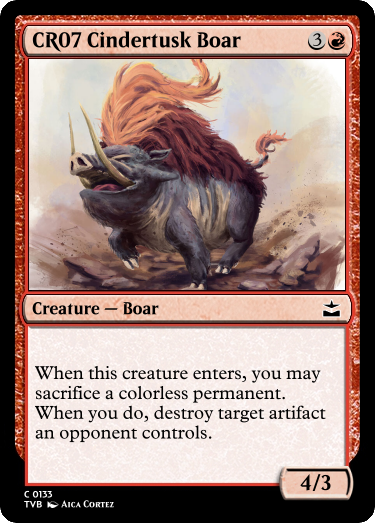 CR07 Cindertusk Boar 3
Creature — Boar
When this creature enters, you may
sacrifice a colorless permanent.
When you do, destroy target artifact
an opponent controls.
4/3
C 0133
TVB Aica Cortez